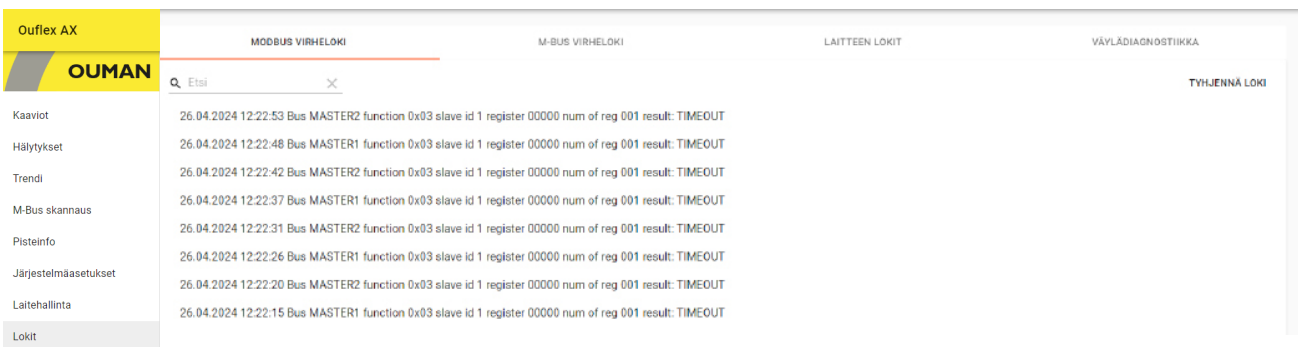 Ouflex AX
OUMAN
Kaaviot
Hälytykset
Trendi
M-Bus skannaus
Pisteinfo
Järjestelmäasetukset
Laitehallinta
Lokit
MODBUS VIRHELOKI M-BUS VIRHELOKI LAITTEEN LOKIT VÄYLÄDIAGNOSTIIKKA
Etsi TYHJENNÄ LOKI
26.04.2024 12:22:53 Bus MASTER2 function 0x03 slave id 1 register 00000 num of reg 001 result: TIMEOUT
26.04.2024 12:22:48 Bus MASTER1 function 0x03 slave id 1 register 00000 num of reg 001 result: TIMEOUT
26.04.2024 12:22:42 Bus MASTER2 function 0x03 slave id 1 register 00000 num of reg 001 result: TIMEOUT
26.04.2024 12:22:37 Bus MASTER1 function 0x03 slave id 1 register 00000 num of reg 001 result: TIMEOUT
26.04.2024 12:22:31 Bus MASTER2 function 0x03 slave id 1 register 00000 num of reg 001 result: TIMEOUT
26.04.2024 12:22:26 Bus MASTER1 function 0x03 slave id 1 register 00000 num of reg 001 result: TIMEOUT
26.04.2024 12:22:20 Bus MASTER2 function 0x03 slave id 1 register 00000 num of reg 001 result: TIMEOUT
26.04.2024 12:22:15 Bus MASTER1 function 0x03 slave id 1 register 00000 num of reg 001 result: TIMEOUT